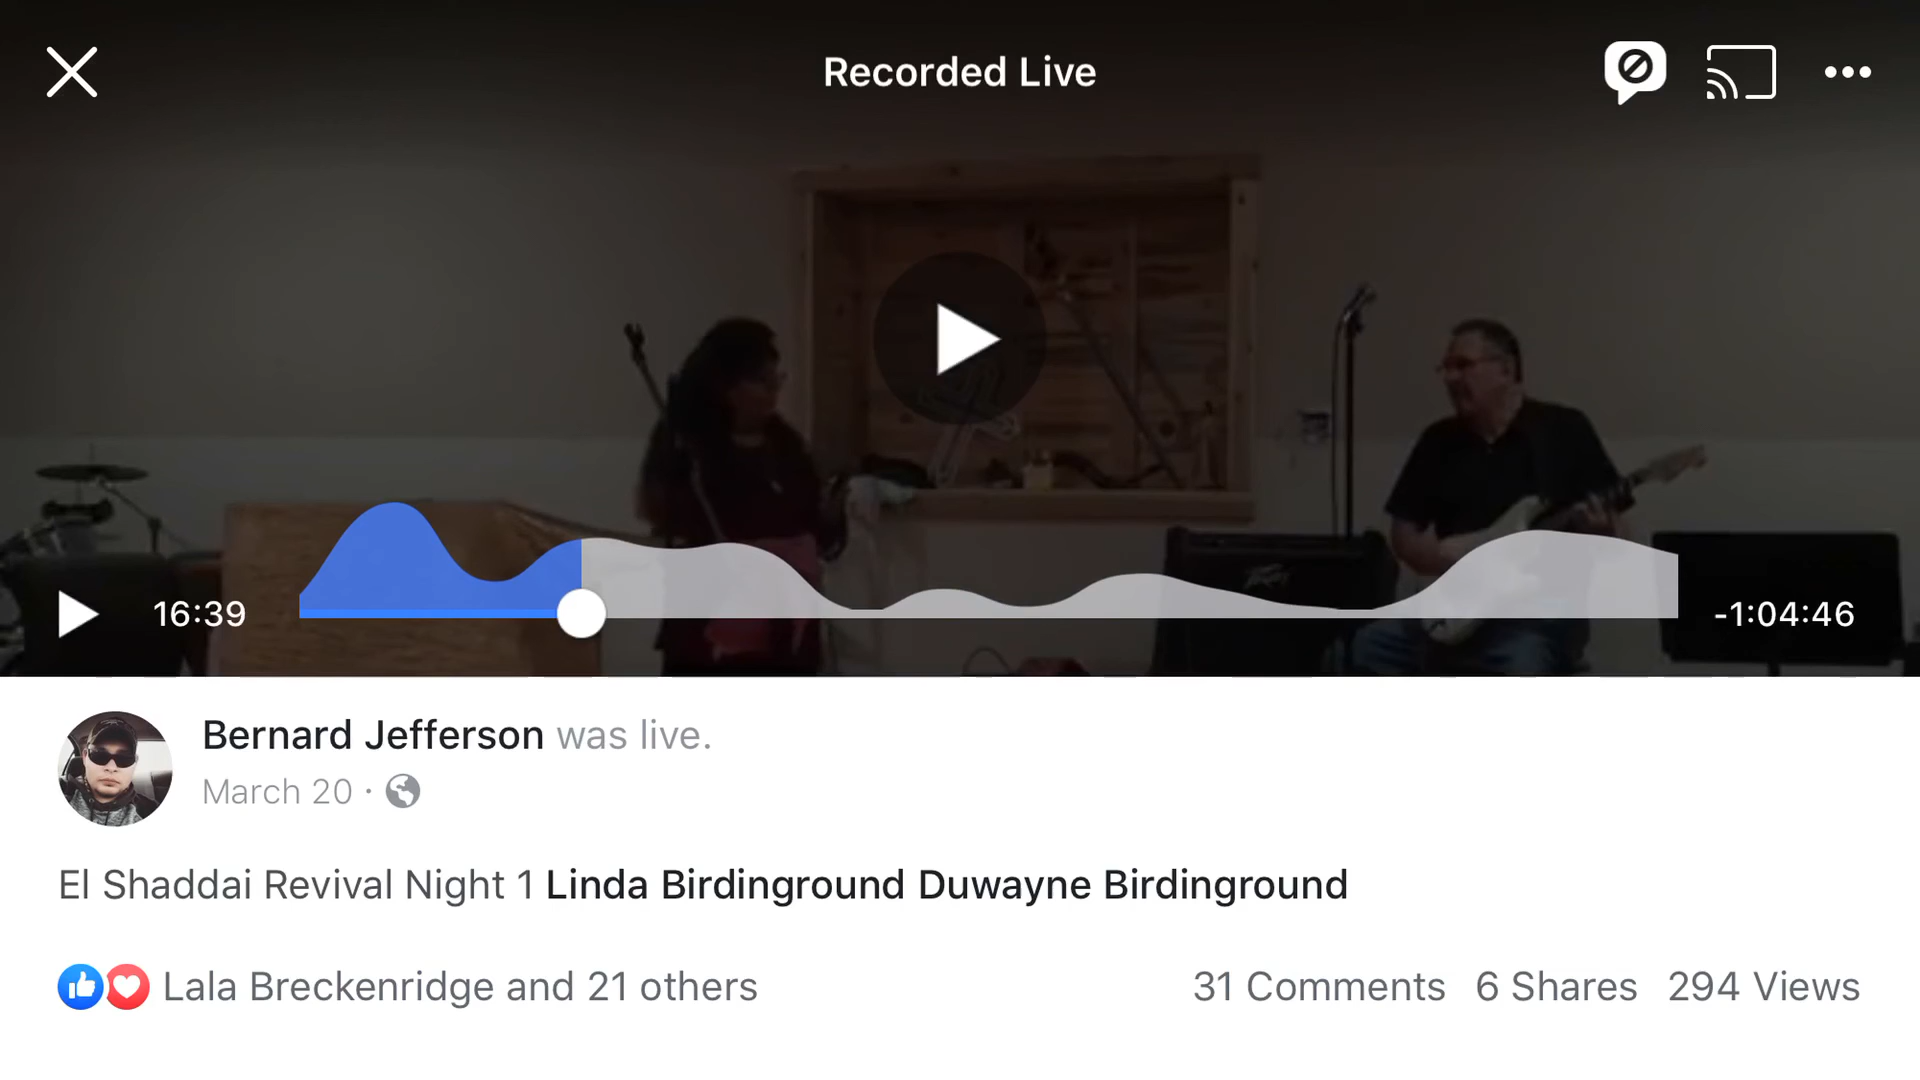 Recorded Live
16:39
-1:04:46
Bernard Jefferson was live.
March 20 ·
El Shaddai Revival Night 1 Linda Birdinground Duwayne Birdinground
Lala Breckenridge and 21 others 31 Comments 6 Shares 294 Views